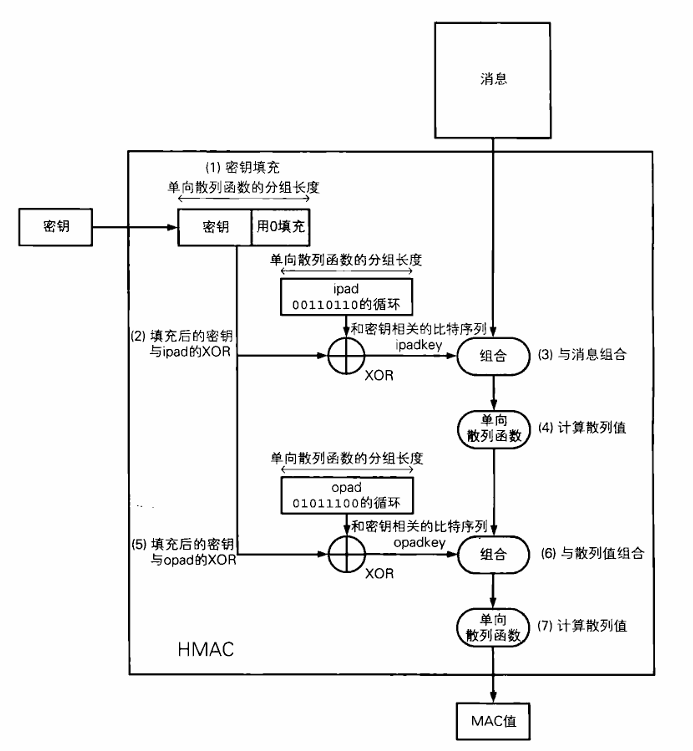 消息
(1) 密钥填充
单向散列函数的分组长度
密钥
密钥
用0填充
单向散列函数的分组长度
ipad
00110110的循环
(2) 填充后的密钥
与ipad的XOR
和密钥相关的比特序列
ipadkey
XOR
组合
(3) 与消息组合
单向
散列函数
(4) 计算散列值
单向散列函数的分组长度
opad
01011100的循环
(5) 填充后的密钥
与opad的XOR
和密钥相关的比特序列
opadkey
XOR
组合
(6) 与散列值组合
单向
散列函数
(7) 计算散列值
HMAC
MAC值